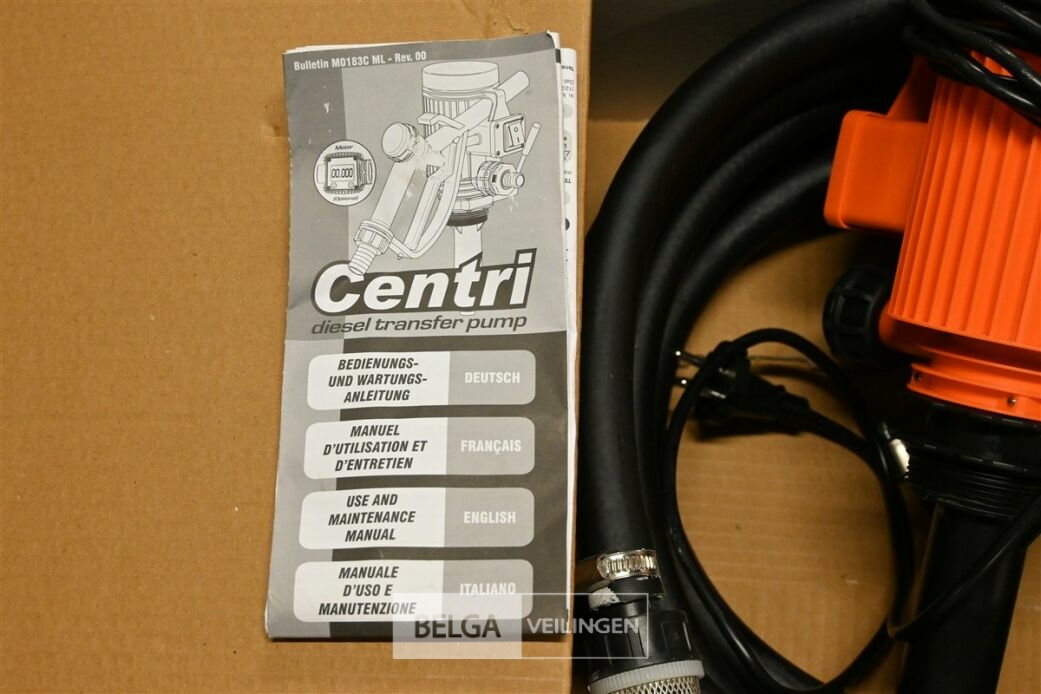 Bulletin M0183C ML - Rev. 00
Meter
00.000
(Optional)
Centri
diesel transfer pump
BEDIENUNGS-
UND WARTUNGS-
ANLEITUNG
DEUTSCH
MANUEL
D'UTILISATION ET
D'ENTRETIEN
FRANÇAIS
USE AND
MAINTENANCE
MANUAL
ENGLISH
MANUALE
D'USO E
MANUTENZIONE
ITALIANO
BELGA VEILINGEN